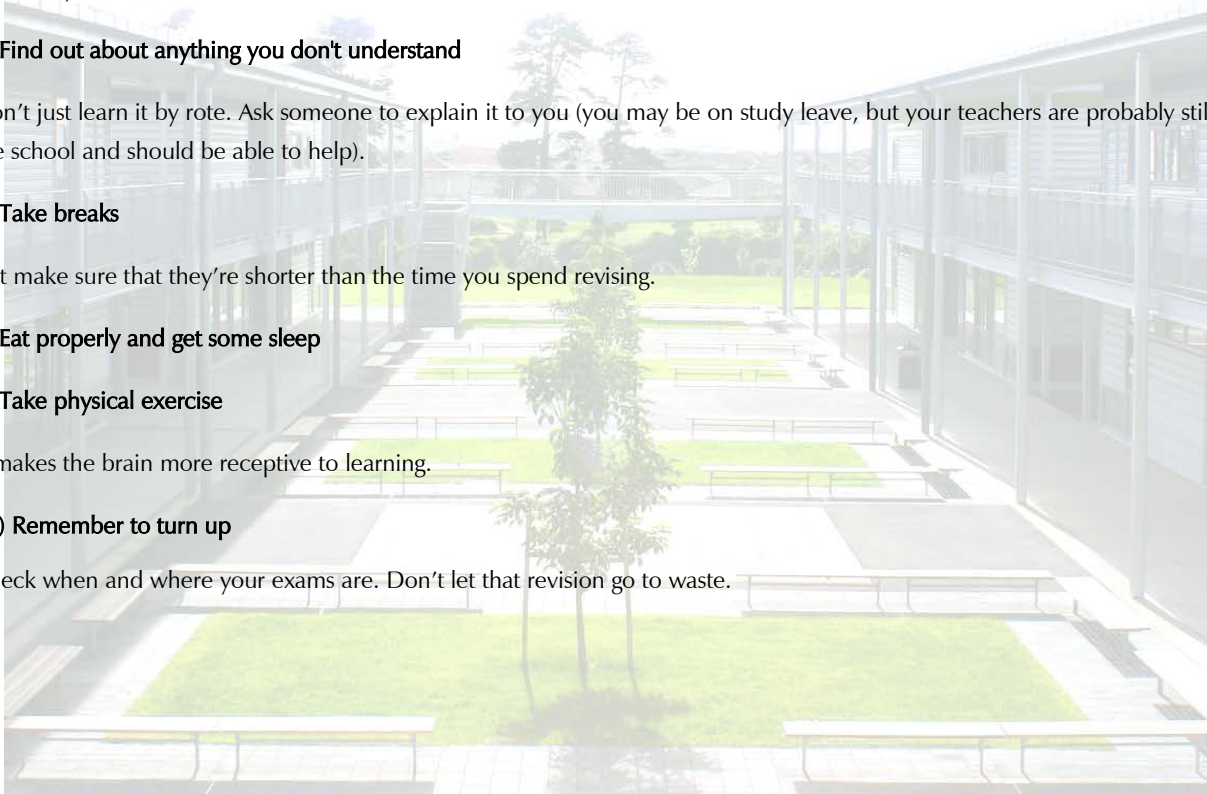 Find out about anything you don't understand
on't just learn it by rote. Ask someone to explain it to you (you may be on study leave, but your teachers are probably stil
e school and should be able to help).
Take breaks
t make sure that they're shorter than the time you spend revising.
Eat properly and get some sleep
Take physical exercise
makes the brain more receptive to learning.
) Remember to turn up
eck when and where your exams are. Don't let that revision go to waste.